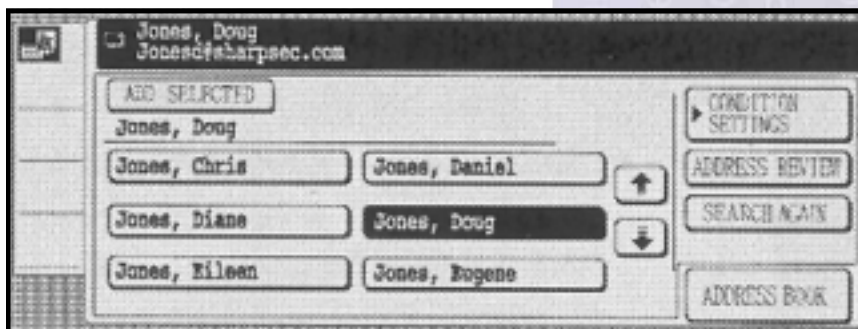 Jones, Doug
Jonesd@sharpsec.com
ADD SELECTED
Jones, Doug
Jones, Chris
Jones, Daniel
Jones, Diane
Jones, Doug
Jones, Eileen
Jones, Eugene
CONDITION
SETTINGS
ADDRESS REVIEW
SEARCH AGAIN
ADDRESS BOOK